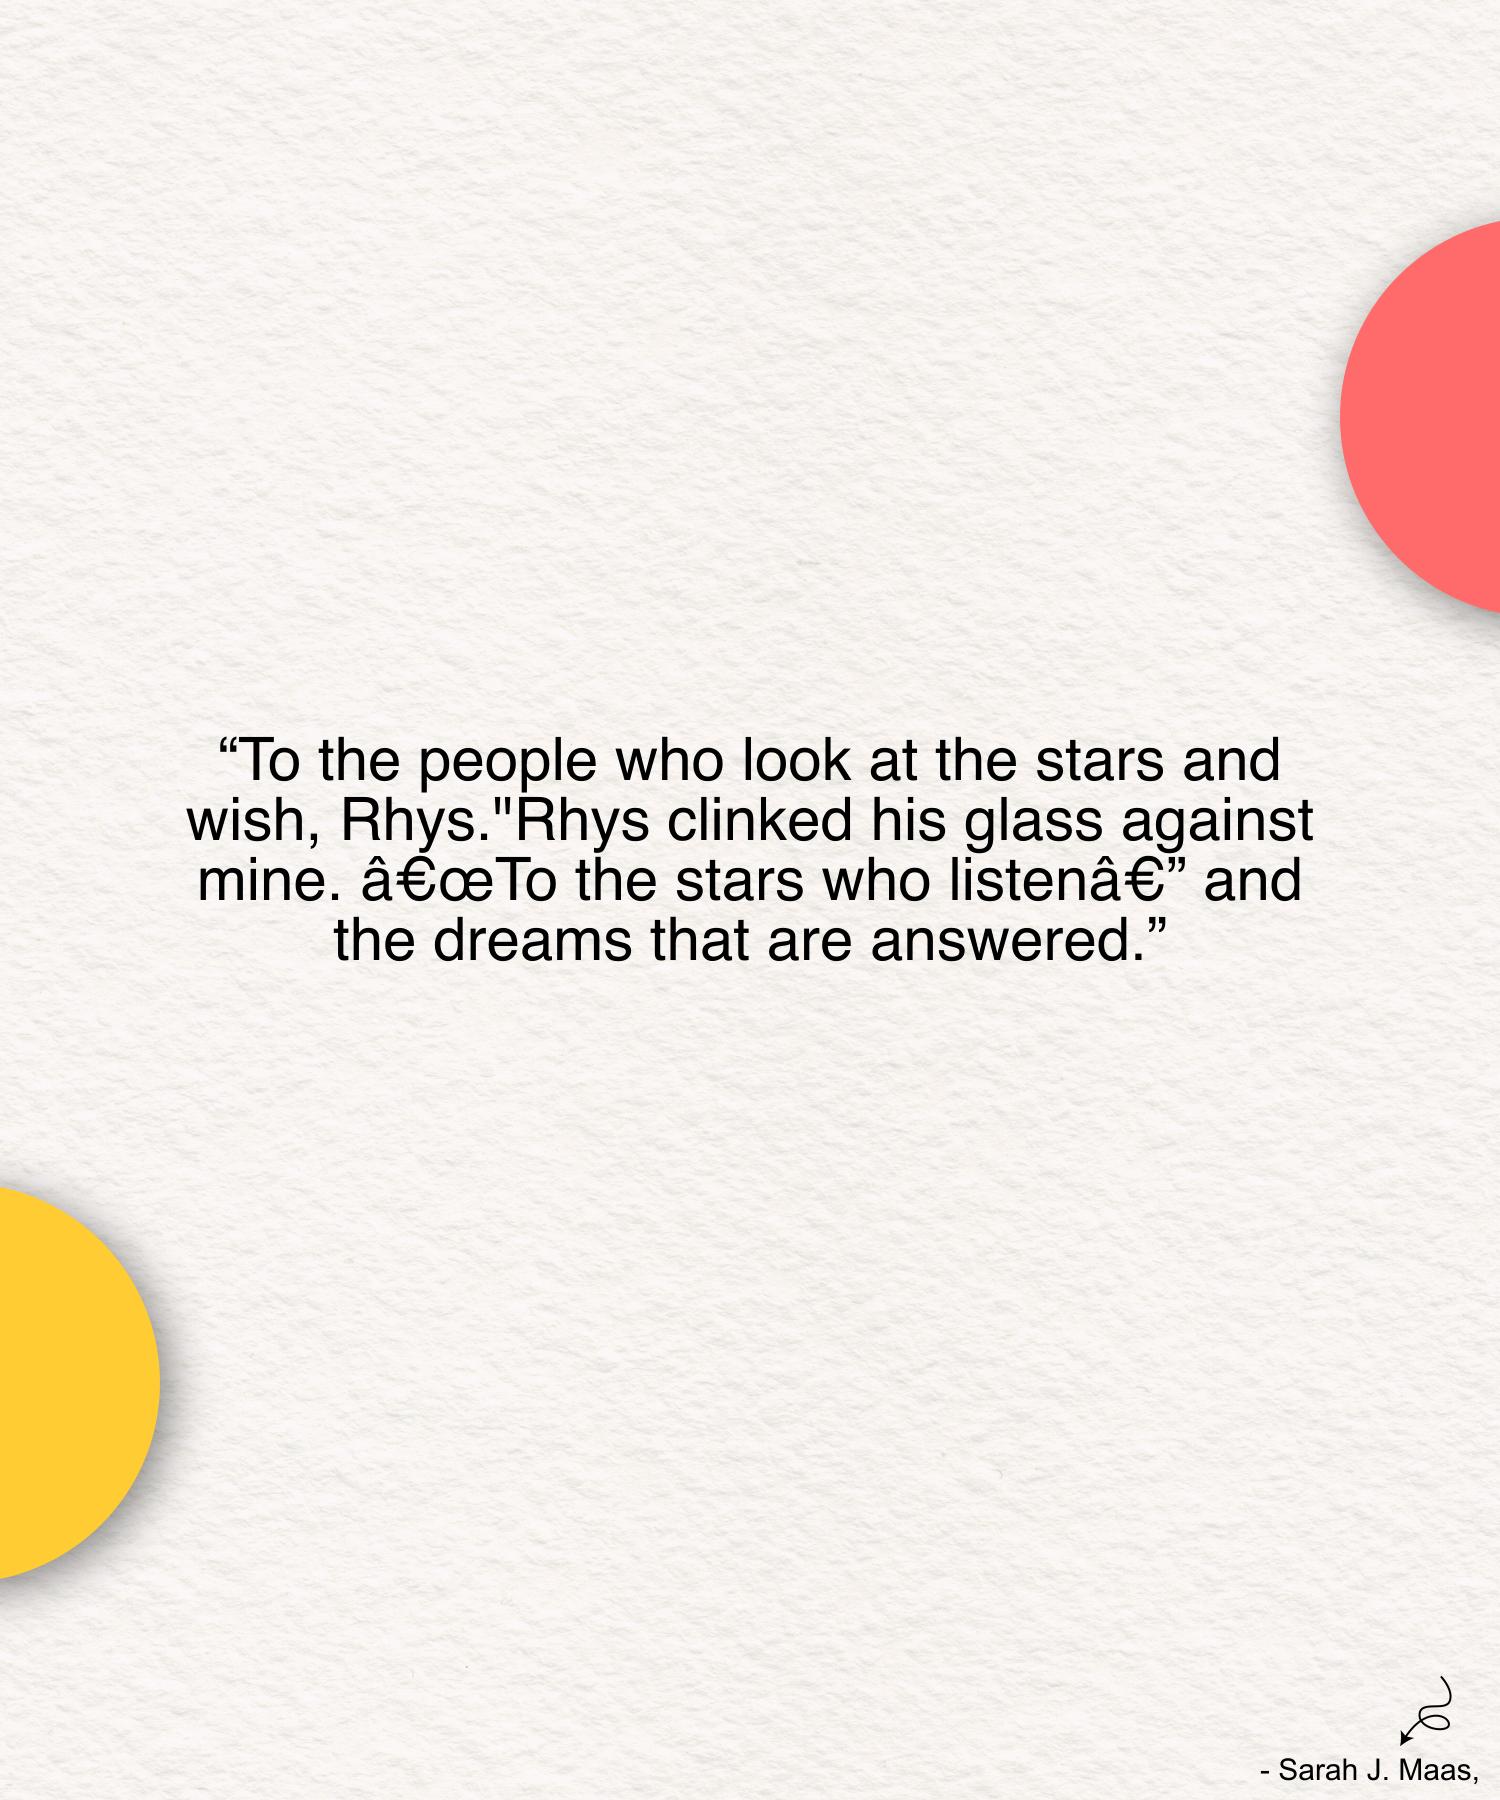 “To the people who look at the stars and
wish, Rhys."Rhys clinked his glass against
mine. â€œTo the stars who listenâ€” and
the dreams that are answered.”
- Sarah J. Maas,